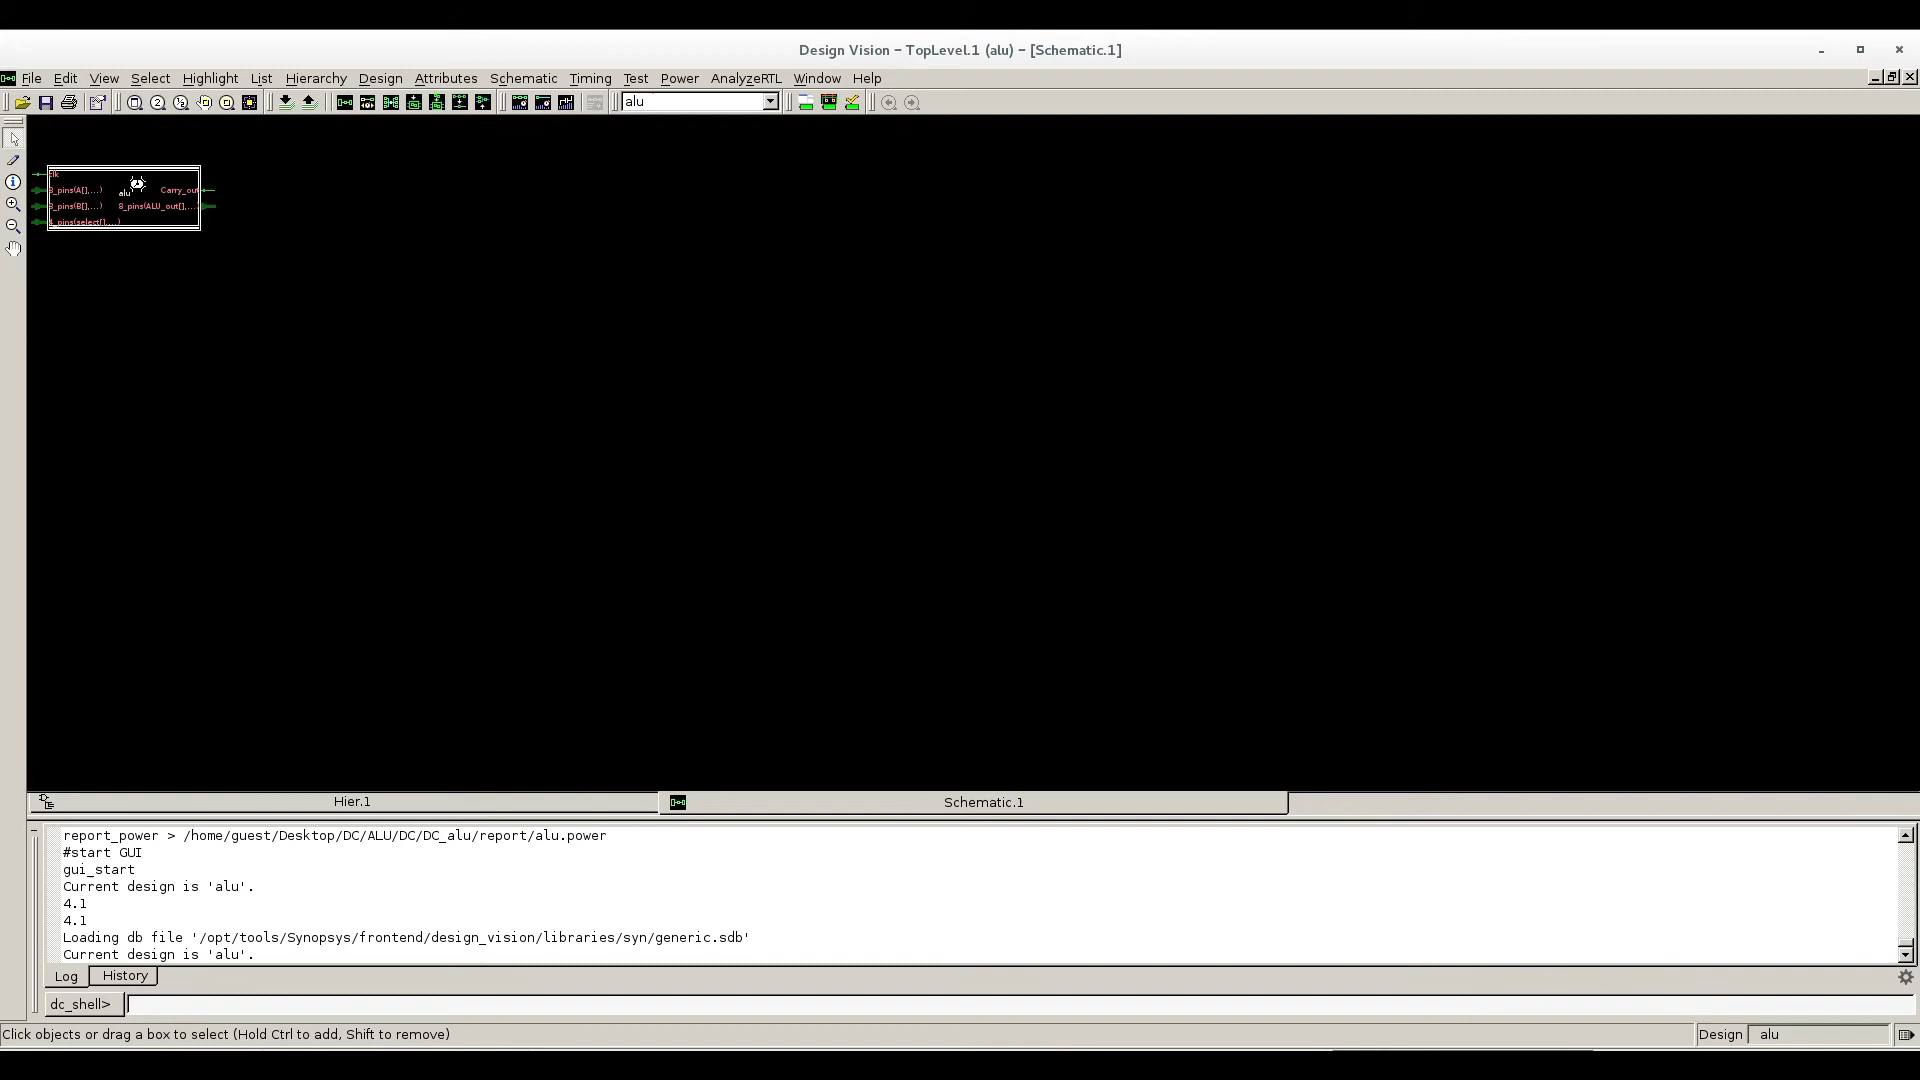 Design Vision – TopLevel.1 (alu) – [Schematic.1]
File Edit View Select Highlight List Hierarchy Design Attributes Schematic Timing Test Power AnalyzeRTL Window Help
alu
alu
Carry_out
8_pins(ALU_out[],...
Hier.1
Schematic.1
report_power > /home/guest/Desktop/DC/ALU/DC/DC_alu/report/alu.power
#start GUI
gui_start
Current design is 'alu'.
4.1
4.1
Loading db file '/opt/tools/Synopsys/frontend/design_vision/libraries/syn/generic.sdb'
Current design is 'alu'.
Log History
dc_shell>
Click objects or drag a box to select (Hold Ctrl to add, Shift to remove)
Design alu